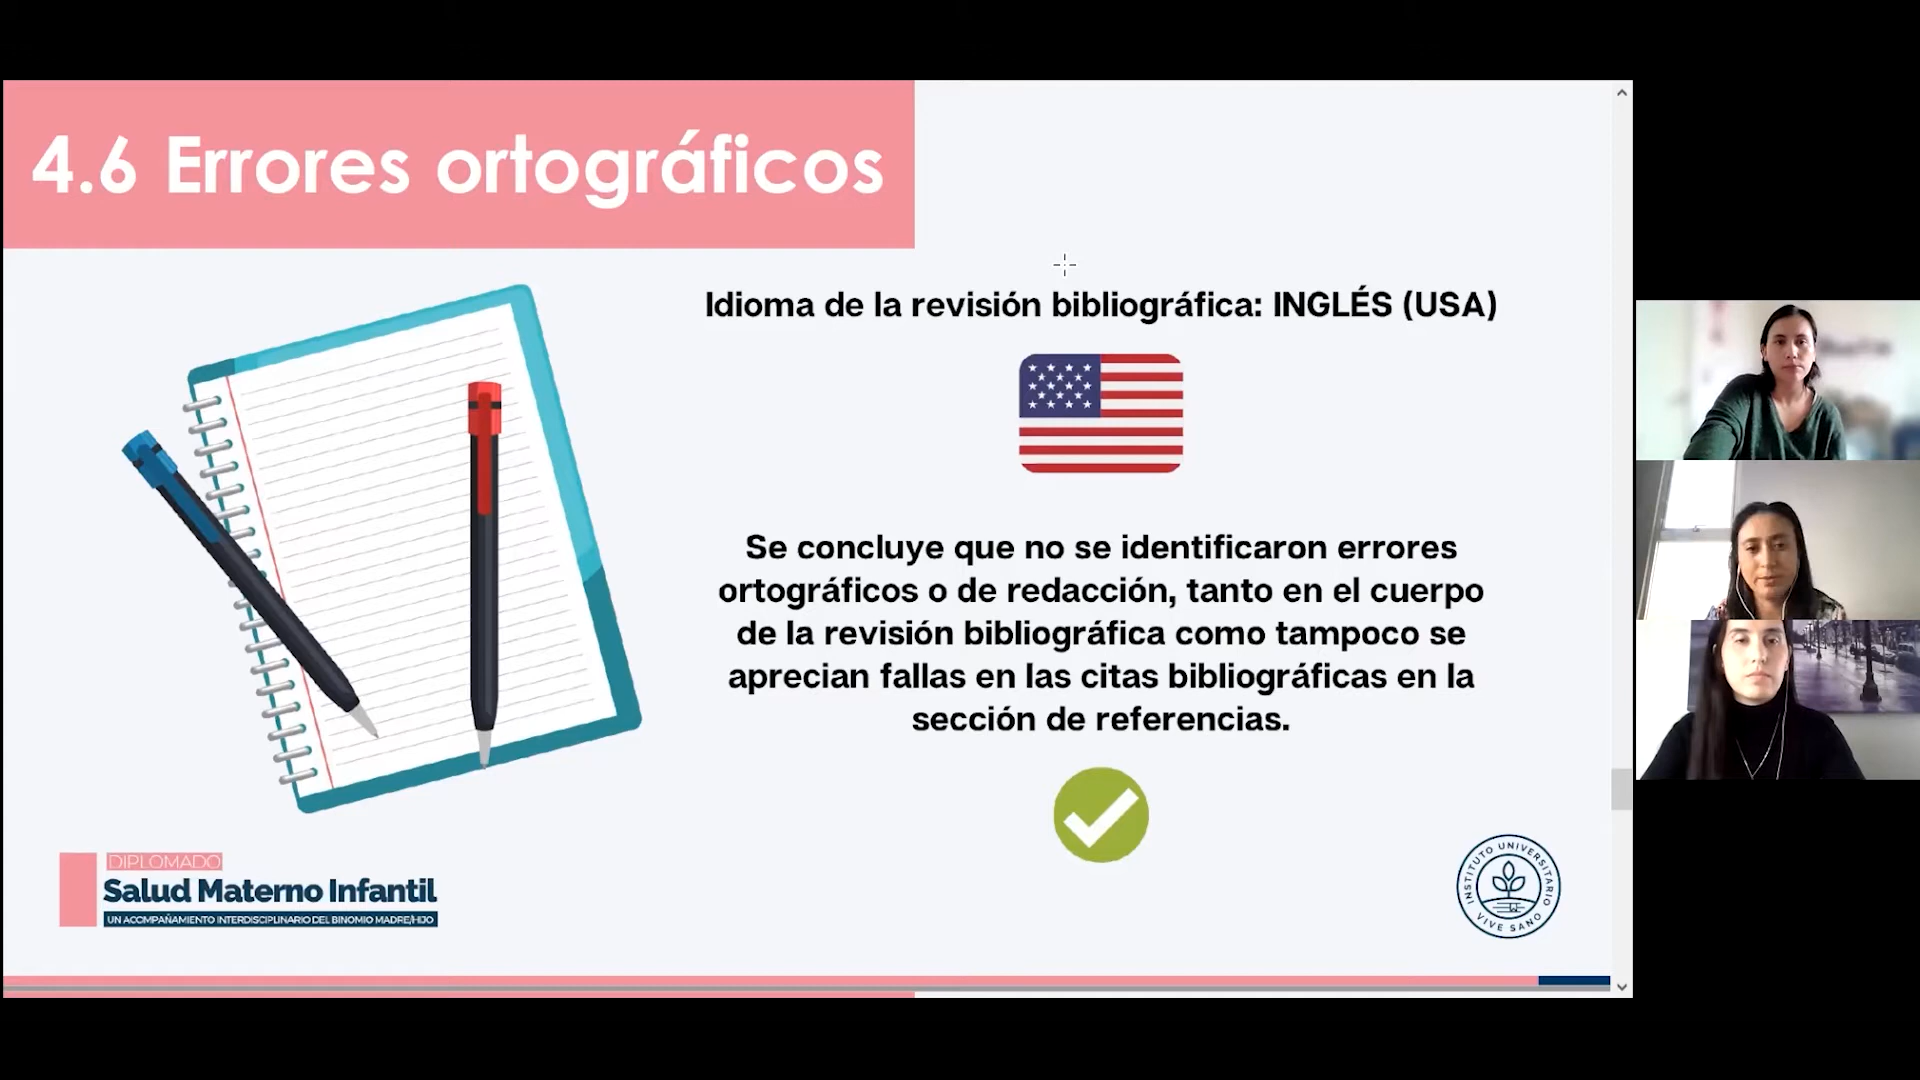 4.6 Errores ortográficos
Idioma de la revisión bibliográfica: INGLÉS (USA)
Se concluye que no se identificaron errores
ortográficos o de redacción, tanto en el cuerpo
de la revisión bibliográfica como tampoco se
aprecian fallas en las citas bibliográficas en la
sección de referencias.
DIPLOMADO
Salud Materno Infantil
UN ACOMPAÑAMIENTO INTERDISCIPLINARIO DEL BINOMIO MADRE/HIJO
INSTITUTO UNIVERSITARIO
VIVE SANO